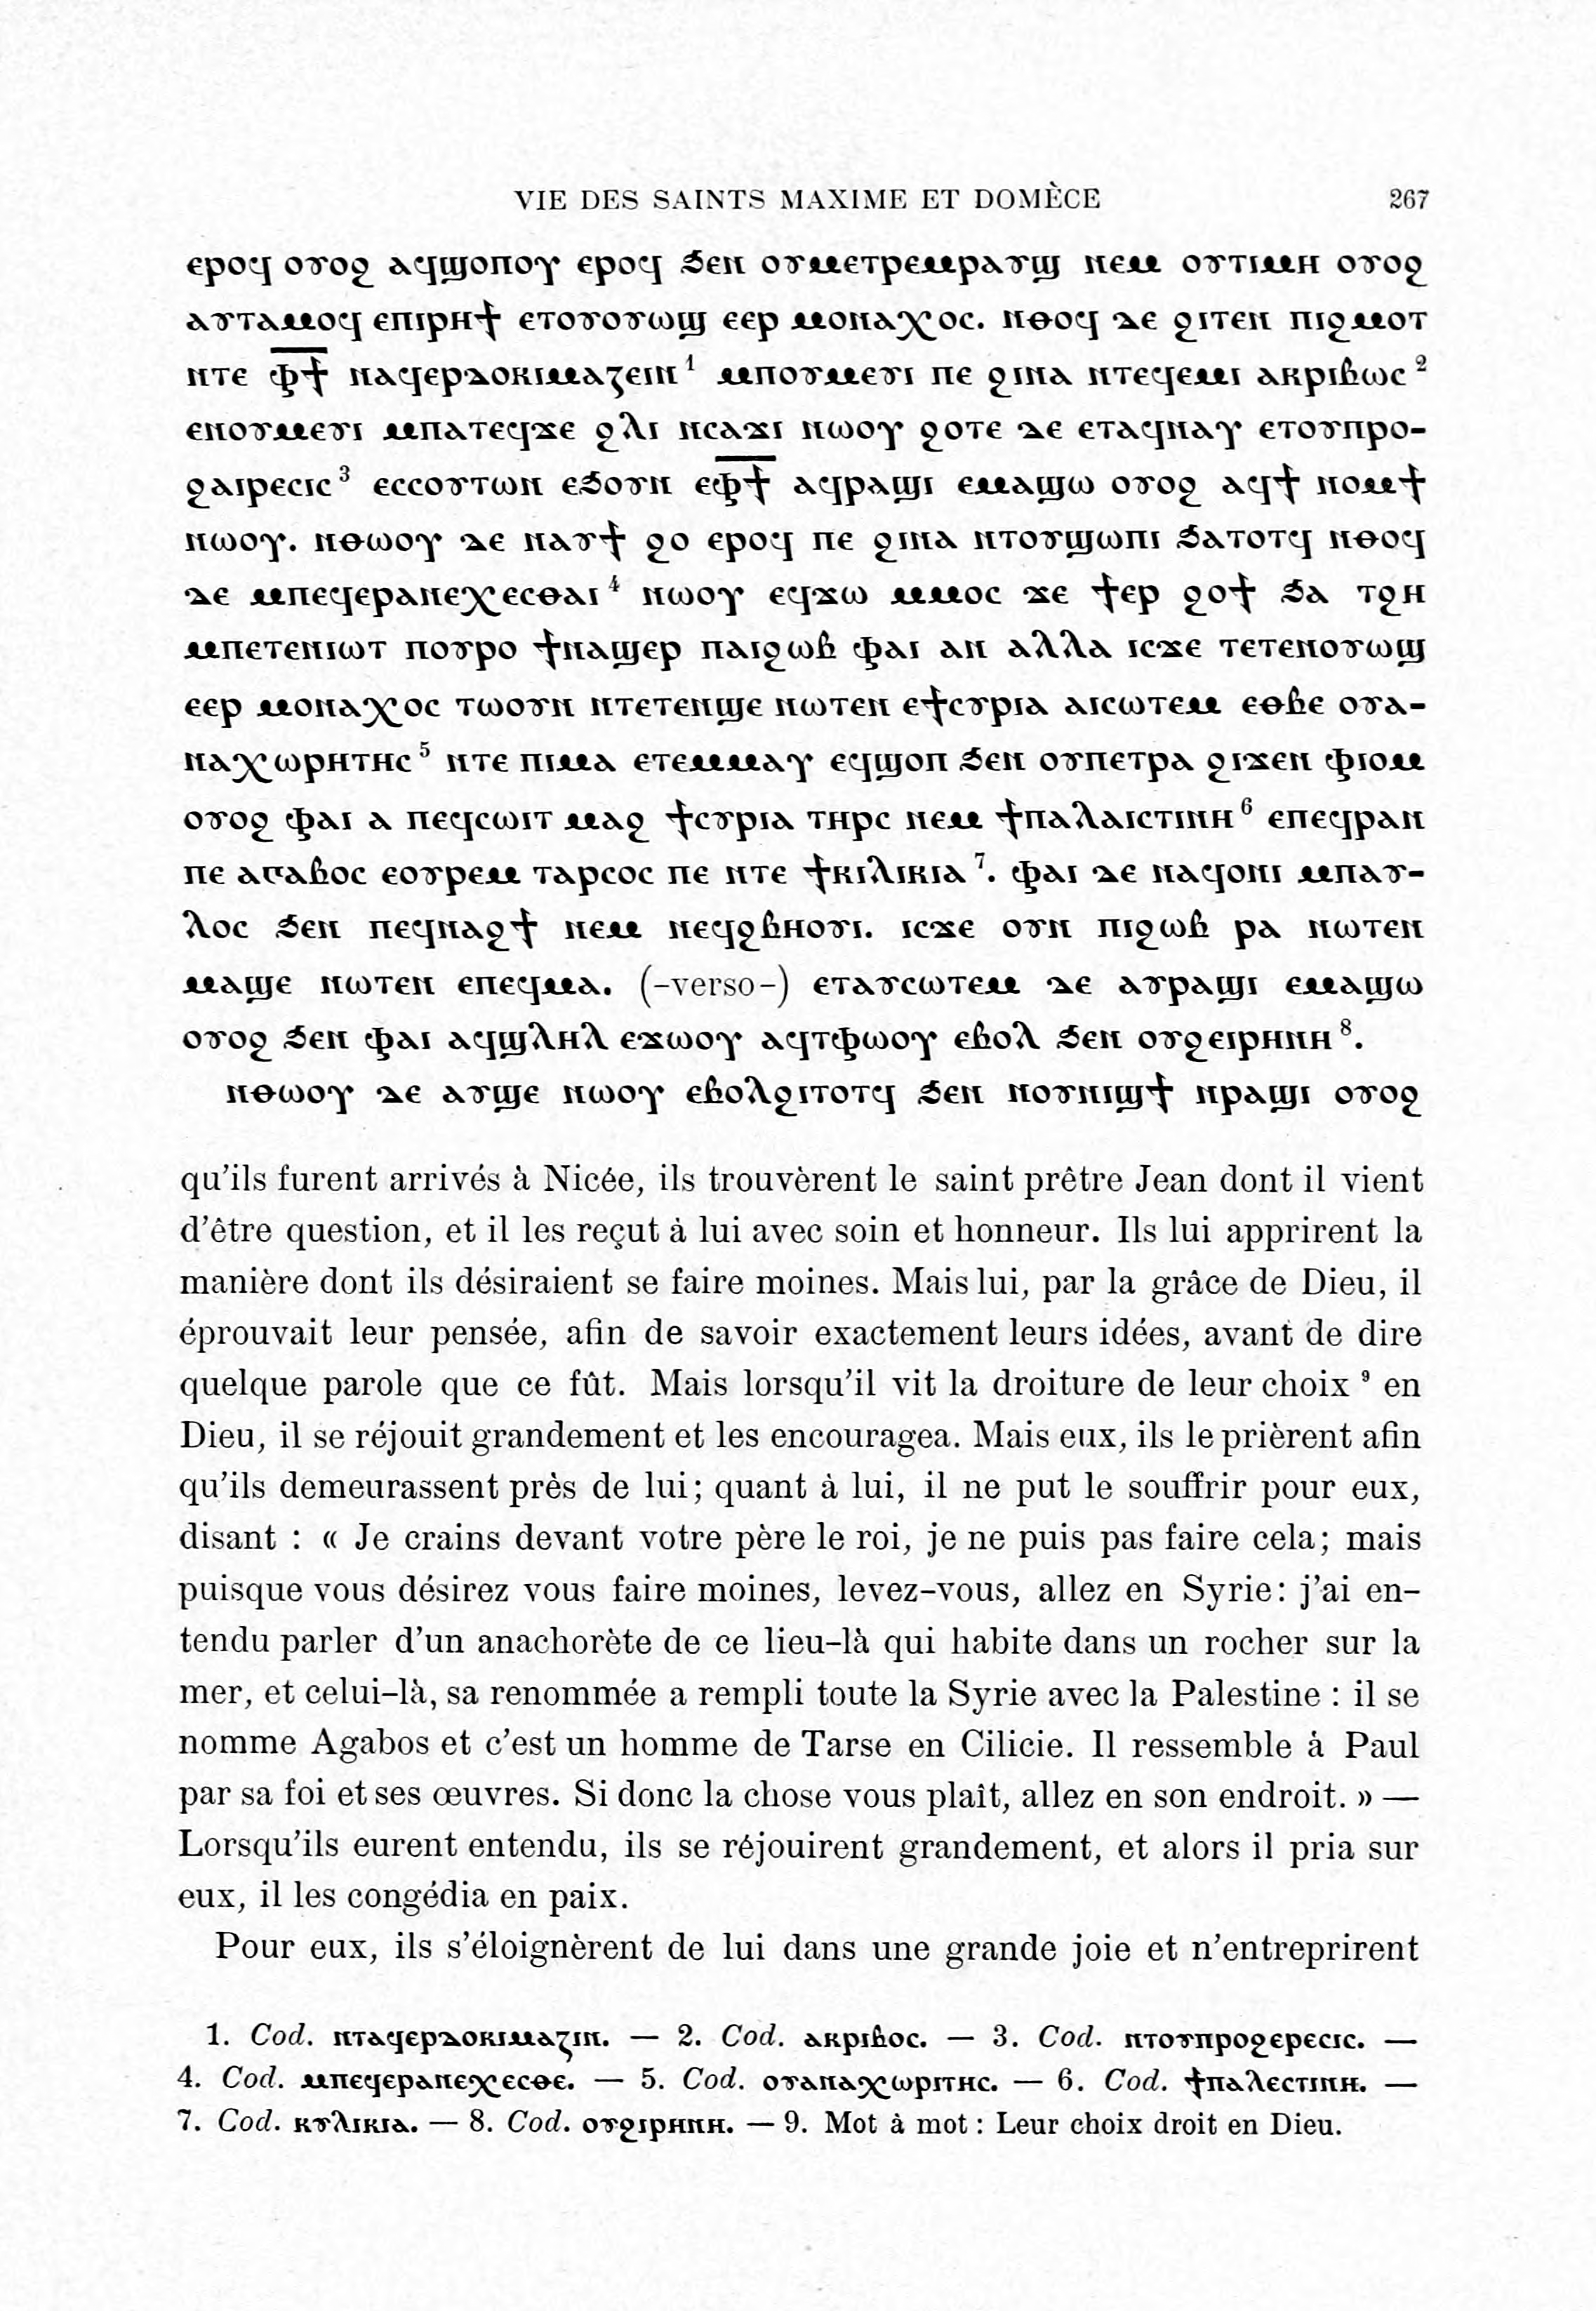 VIE DES SAINTS MAXIME ET DOMÈCE 267
ⲉⲣⲟϥ ⲟⲩⲟϩ ⲁϥϣⲟⲡⲟⲩ ⲉⲣⲟϥ ϧⲉⲛ ⲟⲩⲙⲉⲧⲣⲉⲙⲣⲁⲩϣ ⲛⲉⲙ ⲟⲩⲧⲓⲙⲏ ⲟⲩⲟϩ
ⲁⲩⲧⲁⲙⲟϥ ⲉⲡⲓⲣⲏϯ ⲉⲧⲟⲩⲟⲩⲱϣ ⲉⲉⲣ ⲙⲟⲛⲁⲭⲟⲥ. ⲛⲑⲟϥ ⲇⲉ ϩⲓⲧⲉⲛ ⲡⲓϩⲙⲟⲧ
ⲛⲧⲉ ⲫ̅ϯ̅ ⲛⲁϥⲉⲣⲇⲟⲕⲓⲙⲁⲍⲉⲓⲛ ¹ ⲙⲡⲟⲩⲙⲉⲩⲓ ⲡⲉ ϩⲓⲛⲁ ⲛⲧⲉϥⲉⲙⲓ ⲁⲕⲣⲓⲃⲱⲥ ²
ⲉⲛⲟⲩⲙⲉⲩⲓ ⲙⲡⲁⲧⲉϥϫⲉ ϩⲗⲓ ⲛⲥⲁϫⲓ ⲛⲱⲟⲩ ϩⲟⲧⲉ ⲇⲉ ⲉⲧⲁϥⲛⲁⲩ ⲉⲧⲟⲩⲡⲣⲟ-
ϩⲁⲓⲣⲉⲥⲓⲥ ³ ⲉⲥⲥⲟⲩⲧⲱⲛ ⲉϧⲟⲩⲛ ⲉⲫ̅ϯ̅ ⲁϥⲣⲁϣⲓ ⲉⲙⲁϣⲱ ⲟⲩⲟϩ ⲁϥϯ ⲛⲟⲙϯ
ⲛⲱⲟⲩ. ⲛⲑⲱⲟⲩ ⲇⲉ ⲛⲁⲩϯ ϩⲟ ⲉⲣⲟϥ ⲡⲉ ϩⲓⲛⲁ ⲛⲧⲟⲩϣⲱⲡⲓ ϧⲁⲧⲟⲧϥ ⲛⲑⲟϥ
ⲇⲉ ⲙⲡⲉϥⲉⲣⲁⲛⲉⲭⲉⲥⲑⲁⲓ ⁴ ⲛⲱⲟⲩ ⲉϥϫⲱ ⲙⲙⲟⲥ ϫⲉ ϯⲉⲣ ϩⲟϯ ϧⲁ ⲧϩⲏ
ⲙⲡⲉⲧⲉⲛⲓⲱⲧ ⲡⲟⲩⲣⲟ ϯⲛⲁϣⲉⲣ ⲡⲁⲓϩⲱⲃ ⲫⲁⲓ ⲁⲛ ⲁⲗⲗⲁ ⲓⲥϫⲉ ⲧⲉⲧⲉⲛⲟⲩⲱϣ
ⲉⲉⲣ ⲙⲟⲛⲁⲭⲟⲥ ⲧⲱⲟⲩⲛ ⲛⲧⲉⲧⲉⲛϣⲉ ⲛⲱⲧⲉⲛ ⲉϯⲥⲩⲣⲓⲁ ⲁⲓⲥⲱⲧⲉⲙ ⲉⲑⲃⲉ ⲟⲩⲁ-
ⲛⲁⲭⲱⲣⲏⲧⲏⲥ ⁵ ⲛⲧⲉ ⲡⲓⲙⲁ ⲉⲧⲉⲙⲙⲁⲩ ⲉϥϣⲟⲡ ϧⲉⲛ ⲟⲩⲡⲉⲧⲣⲁ ϩⲓϫⲉⲛ ⲫⲓⲟⲙ
ⲟⲩⲟϩ ⲫⲁⲓ ⲁ ⲡⲉϥⲥⲱⲓⲧ ⲙⲁϩ ϯⲥⲩⲣⲓⲁ ⲧⲏⲣⲥ ⲛⲉⲙ ϯⲡⲁⲗⲁⲓⲥⲧⲓⲛⲏ ⁶ ⲉⲡⲉϥⲣⲁⲛ
ⲡⲉ ⲁⲅⲁⲃⲟⲥ ⲉⲟⲩⲣⲉⲙ ⲧⲁⲣⲥⲟⲥ ⲡⲉ ⲛⲧⲉ ϯⲕⲓⲗⲓⲕⲓⲁ ⁷. ⲫⲁⲓ ⲇⲉ ⲛⲁϥⲟⲛⲓ ⲙⲡⲁⲩ-
ⲗⲟⲥ ϧⲉⲛ ⲡⲉϥⲛⲁϩϯ ⲛⲉⲙ ⲛⲉϥϩⲃⲏⲟⲩⲓ. ⲓⲥϫⲉ ⲟⲩⲛ ⲡⲓϩⲱⲃ ⲣⲁ ⲛⲱⲧⲉⲛ
ⲙⲁϣⲉ ⲛⲱⲧⲉⲛ ⲉⲡⲉϥⲙⲁ. (-verso-) ⲉⲧⲁⲩⲥⲱⲧⲉⲙ ⲇⲉ ⲁⲩⲣⲁϣⲓ ⲉⲙⲁϣⲱ
ⲟⲩⲟϩ ϧⲉⲛ ⲫⲁⲓ ⲁϥϣⲗⲏⲗ ⲉϫⲱⲟⲩ ⲁϥⲧⲫⲱⲟⲩ ⲉⲃⲟⲗ ϧⲉⲛ ⲟⲩϩⲉⲓⲣⲏⲛⲏ ⁸.
ⲛⲑⲱⲟⲩ ⲇⲉ ⲁⲩϣⲉ ⲛⲱⲟⲩ ⲉⲃⲟⲗϩⲓⲧⲟⲧϥ ϧⲉⲛ ⲛⲟⲩⲛⲓϣϯ ⲛⲣⲁϣⲓ ⲟⲩⲟϩ
qu'ils furent arrivés à Nicée, ils trouvèrent le saint prêtre Jean dont il vient
d'être question, et il les reçut à lui avec soin et honneur. Ils lui apprirent la
manière dont ils désiraient se faire moines. Mais lui, par la grâce de Dieu, il
éprouvait leur pensée, afin de savoir exactement leurs idées, avant de dire
quelque parole que ce fût. Mais lorsqu'il vit la droiture de leur choix ⁹ en
Dieu, il se réjouit grandement et les encouragea. Mais eux, ils le prièrent afin
qu'ils demeurassent près de lui; quant à lui, il ne put le souffrir pour eux,
disant : « Je crains devant votre père le roi, je ne puis pas faire cela; mais
puisque vous désirez vous faire moines, levez-vous, allez en Syrie: j'ai en-
tendu parler d'un anachorète de ce lieu-là qui habite dans un rocher sur la
mer, et celui-là, sa renommée a rempli toute la Syrie avec la Palestine : il se
nomme Agabos et c'est un homme de Tarse en Cilicie. Il ressemble à Paul
par sa foi et ses œuvres. Si donc la chose vous plaît, allez en son endroit. » —
Lorsqu'ils eurent entendu, ils se réjouirent grandement, et alors il pria sur
eux, il les congédia en paix.
Pour eux, ils s'éloignèrent de lui dans une grande joie et n'entreprirent
1. Cod. ⲛⲧⲁϥⲉⲣⲇⲟⲕⲓⲙⲁⲍⲓⲛ. — 2. Cod. ⲁⲕⲣⲓⲃⲟⲥ. — 3. Cod. ⲛⲧⲟⲩⲡⲣⲟϩⲉⲣⲉⲥⲓⲥ. —
4. Cod. ⲙⲡⲉϥⲉⲣⲁⲛⲉⲭⲉⲥⲑⲉ. — 5. Cod. ⲟⲩⲁⲛⲁⲭⲱⲣⲓⲧⲏⲥ. — 6. Cod. ϯⲡⲁⲗⲉⲥⲧⲓⲛⲏ. —
7. Cod. ⲕⲩⲗⲓⲕⲓⲁ. — 8. Cod. ⲟⲩϩⲓⲣⲏⲛⲏ. — 9. Mot à mot : Leur choix droit en Dieu.